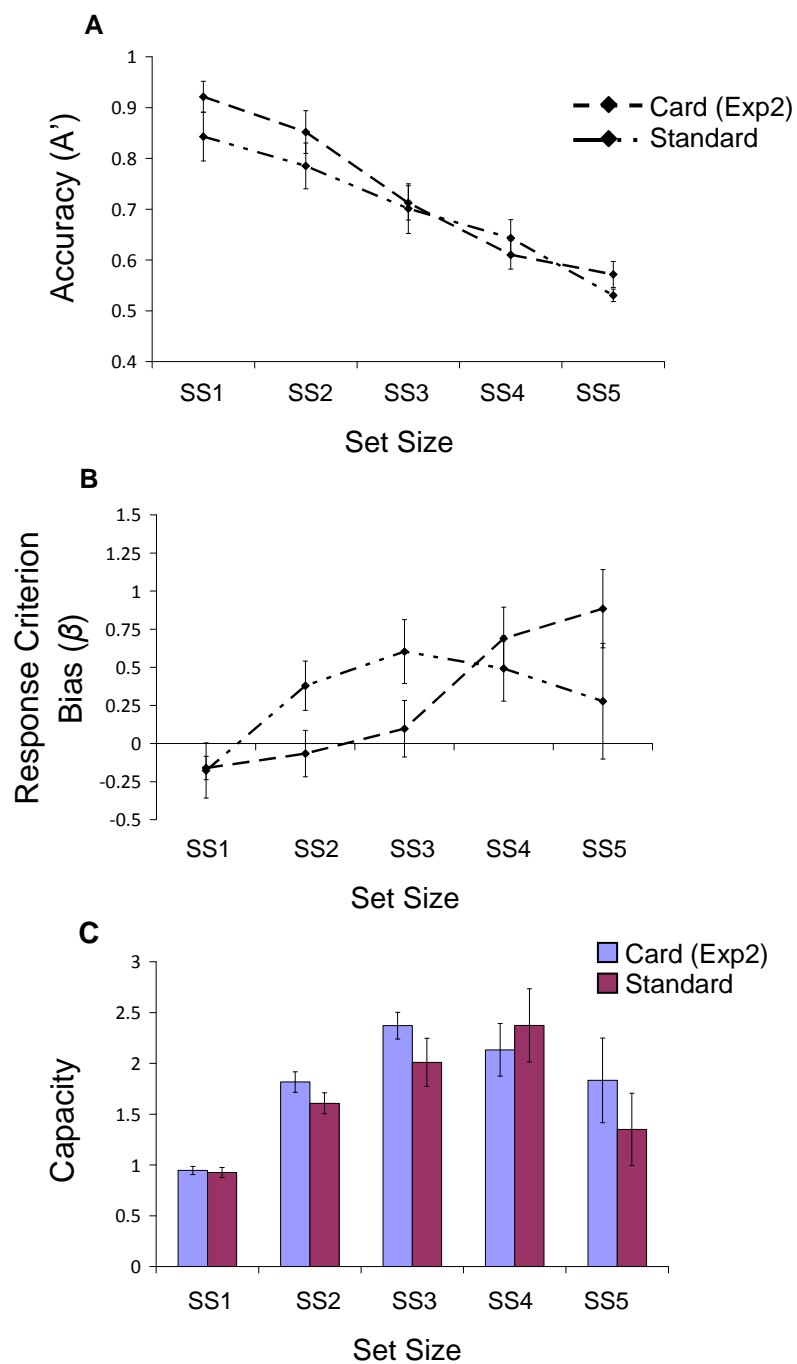 A
1
0.9
0.8
0.7
0.6
0.5
0.4
Accuracy (A’)
Card (Exp2)
Standard
SS1 SS2 SS3 SS4 SS5
Set Size
B
1.5
1.25
1
0.75
0.5
0.25
0
-0.25
-0.5
Response Criterion
Bias (β)
SS1 SS2 SS3 SS4 SS5
Set Size
C
3
2.5
2
1.5
1
0.5
0
Capacity
Card (Exp2)
Standard
SS1 SS2 SS3 SS4 SS5
Set Size